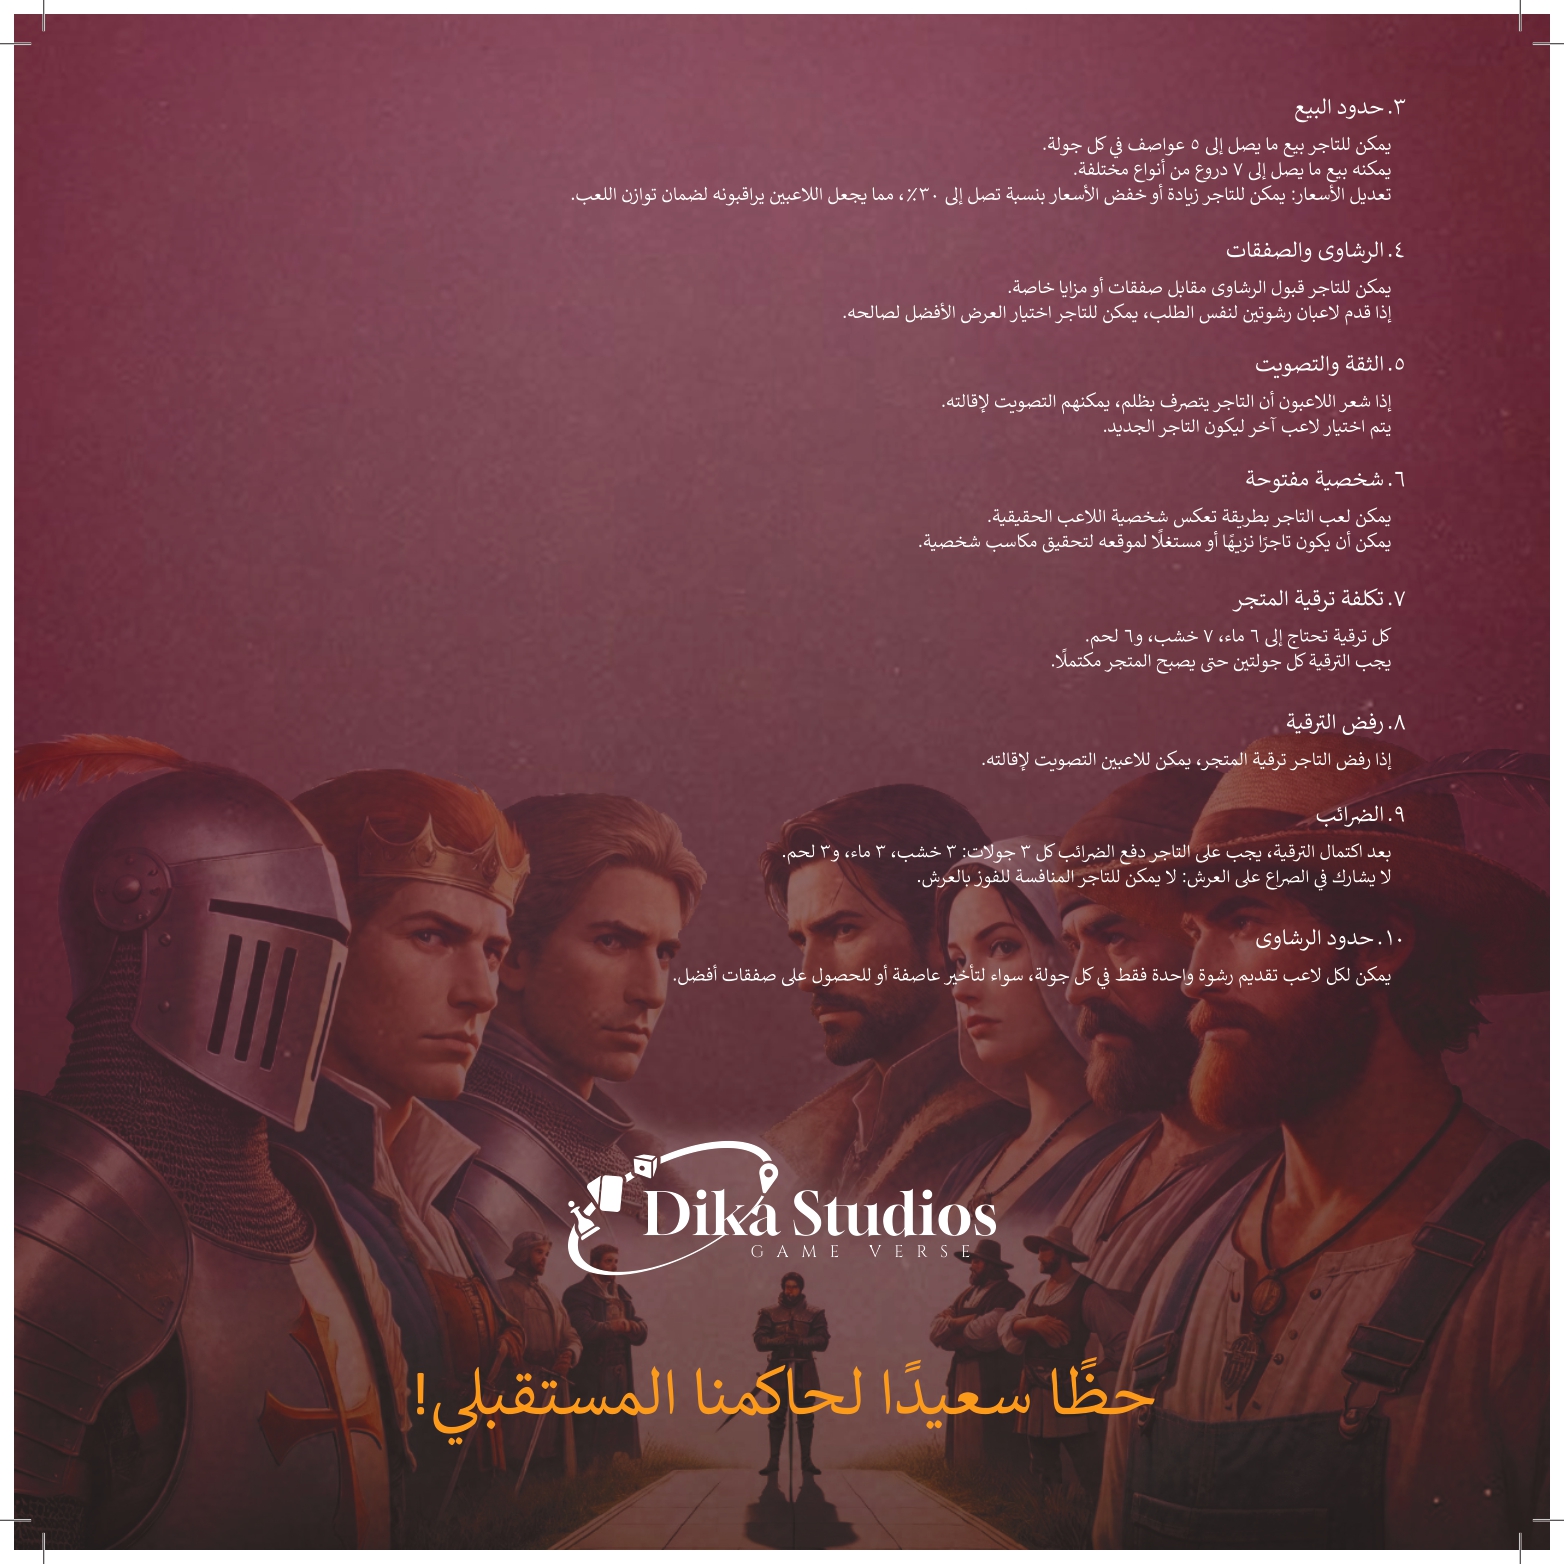 ٣. حدود البيع
يمكن للتاجر بيع ما يصل إلى ٥ عواصف في كل جولة.
يمكنه بيع ما يصل إلى ٧ دروع من أنواع مختلفة.
تعديل الأسعار: يمكن للتاجر زيادة أو خفض الأسعار بنسبة تصل إلى ٣٠٪، مما يجعل اللاعبين يراقبونه لضمان توازن اللعب.
٤. الرشاوى والصفقات
يمكن للتاجر قبول الرشاوى مقابل صفقات أو مزايا خاصة.
إذا قدم لاعبان رشوتين لنفس الطلب، يمكن للتاجر اختيار العرض الأفضل لصالحه.
٥. الثقة والتصويت
إذا شعر اللاعبون أن التاجر يتصرف بظلم، يمكنهم التصويت لإقالته.
يتم اختيار لاعب آخر ليكون التاجر الجديد.
٦. شخصية مفتوحة
يمكن لعب التاجر بطريقة تعكس شخصية اللاعب الحقيقية.
يمكن أن يكون تاجرًا نزيهًا أو مستغلًا لموقعه لتحقيق مكاسب شخصية.
٧. تكلفة ترقية المتجر
كل ترقية تحتاج إلى ٦ ماء، ٧ خشب، و٦ لحم.
يجب الترقية كل جولتين حتى يصبح المتجر مكتملًا.
٨. رفض الترقية
إذا رفض التاجر ترقية المتجر، يمكن للاعبين التصويت لإقالته.
٩. الضرائب
بعد اكتمال الترقية، يجب على التاجر دفع الضرائب كل ٣ جولات: ٣ خشب، ٣ ماء، و٣ لحم.
لا يشارك في الصراع على العرش: لا يمكن للتاجر المنافسة للفوز بالعرش.
١٠. حدود الرشاوى
يمكن لكل لاعب تقديم رشوة واحدة فقط في كل جولة، سواء لتأخير عاصفة أو للحصول على صفقات أفضل.
Dika Studios
GAME VERSE
حظًا سعيدًا لحاكمنا المستقبلي!